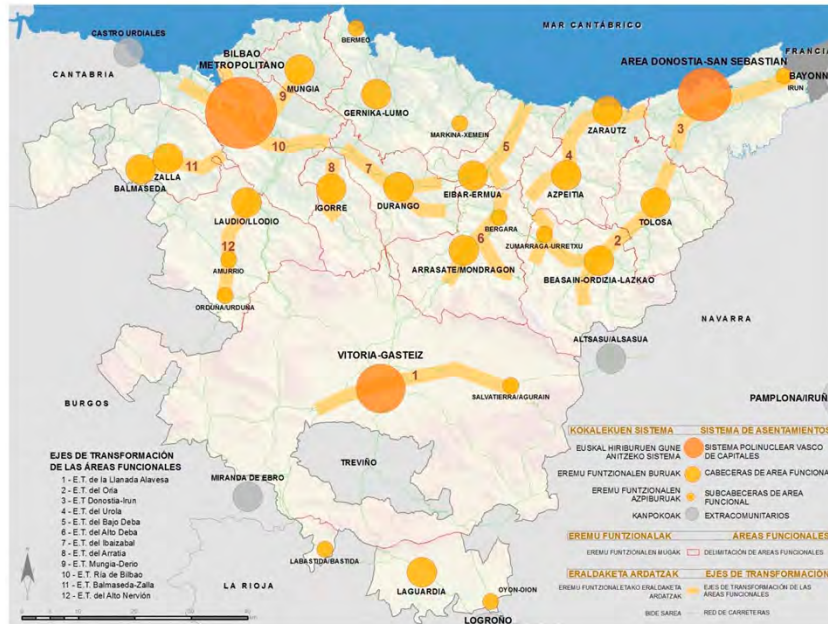 MAR CANTÁBRICO
CASTRO URDIALES
BERMEO
FRANCIA
CANTABRIA
BILBAO
METROPOLITANO
AREA DONOSTIA-SAN SEBASTIAN
BAYONN
IRUN
9
MUNGIA
GERNIKA-LUMO
MARKINA-XEMEIN
ZARAUTZ
3
10
5
11
ZALLA
BALMASEDA
8
7
4
IGORRE
DURANGO
EIBAR-ERMUA
AZPEITIA
LAUDIO/LLODIO
BERGARA
TOLOSA
12
6
ZUMARRAGA-URRETXU
2
AMURRIO
ARRASATE/MONDRAGON
BEASAIN-ORDIZIA-LAZKAO
ORDUÑA/URDUÑA
NAVARRA
ALTSASU/ALSASUA
VITORIA-GASTEIZ
1
SALVATIERRA/AGURAIN
PAMPLONA/IRUÑ
BURGOS
TREVIÑO
MIRANDA DE EBRO
LABASTIDA/BASTIDA
LA RIOJA
LAGUARDIA
OYON-OION
LOGROÑO
EJES DE TRANSFORMACIÓN
DE LAS ÁREAS FUNCIONALES
1 - E.T. de la Llanada Alavesa
2 - E.T. del Oria
3 - E.T Donostia-Irun
4 - E.T. del Urola
5 - E.T. del Bajo Deba
6 - E.T. del Alto Deba
7 - E.T. del Ibaizabal
8 - E.T. del Arratia
9 - E.T. Mungia-Derio
10 - E.T. Ría de Bilbao
11 - E.T. Balmaseda-Zalla
12 - E.T. del Alto Nervión
KOKALEKUEN SISTEMA
SISTEMA DE ASENTAMIENTOS
EUSKAL HIRIBURUEN GUNE
ANITZEKO SISTEMA
SISTEMA POLINUCLEAR VASCO
DE CAPITALES
EREMU FUNTZIONALEN BURUAK
CABECERAS DE AREA FUNCIONA
EREMU FUNTZIONALEN
AZPIBURUAK
SUBCABECERAS DE AREA
FUNCIONAL
KANPOKOAK
EXTRACOMUNITARIOS
EREMU FUNTZIONALAK
ÁREAS FUNCIONALES
EREMU FUNTZIONALEN MUGAK
DELIMITACIÓN DE AREAS FUNCIONALES
ERALDAKETA ARDATZAK
EJES DE TRANSFORMACIÓN
EREMU FUNTZIONALETAKO ERALDAKETA
ARDATZAK
EJES DE TRANSFORMACIÓN DE LAS
ÁREAS FUNCIONALES
BIDE SAREA
RED DE CARRETERAS